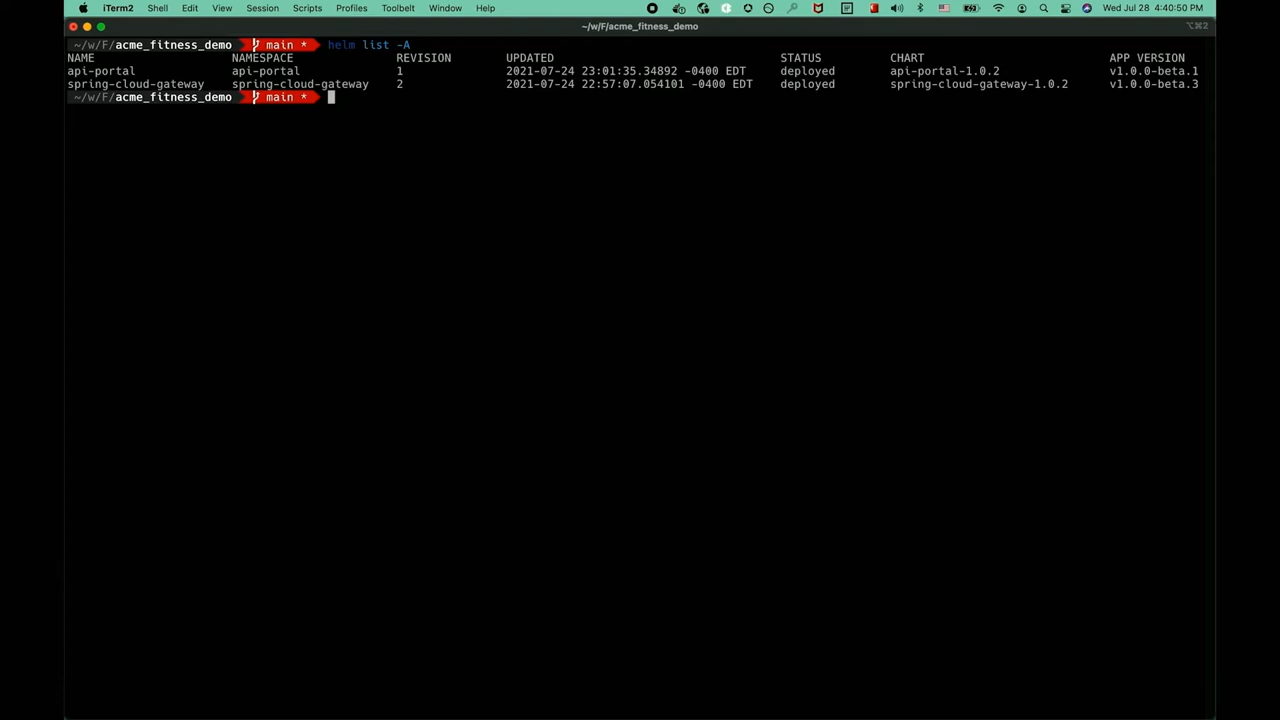 iTerm2 Shell Edit View Session Scripts Profiles Toolbelt Window Help Wed Jul 28 4:40:50 PM
~/w/F/acme_fitness_demo ⌥⌘2
~/w/F/acme_fitness_demo main * helm list -A
NAME NAMESPACE REVISION UPDATED STATUS CHART APP VERSION
api-portal api-portal 1 2021-07-24 23:01:35.34892 -0400 EDT deployed api-portal-1.0.2 v1.0.0-beta.1
spring-cloud-gateway spring-cloud-gateway 2 2021-07-24 22:57:07.054101 -0400 EDT deployed spring-cloud-gateway-1.0.2 v1.0.0-beta.3
~/w/F/acme_fitness_demo main *